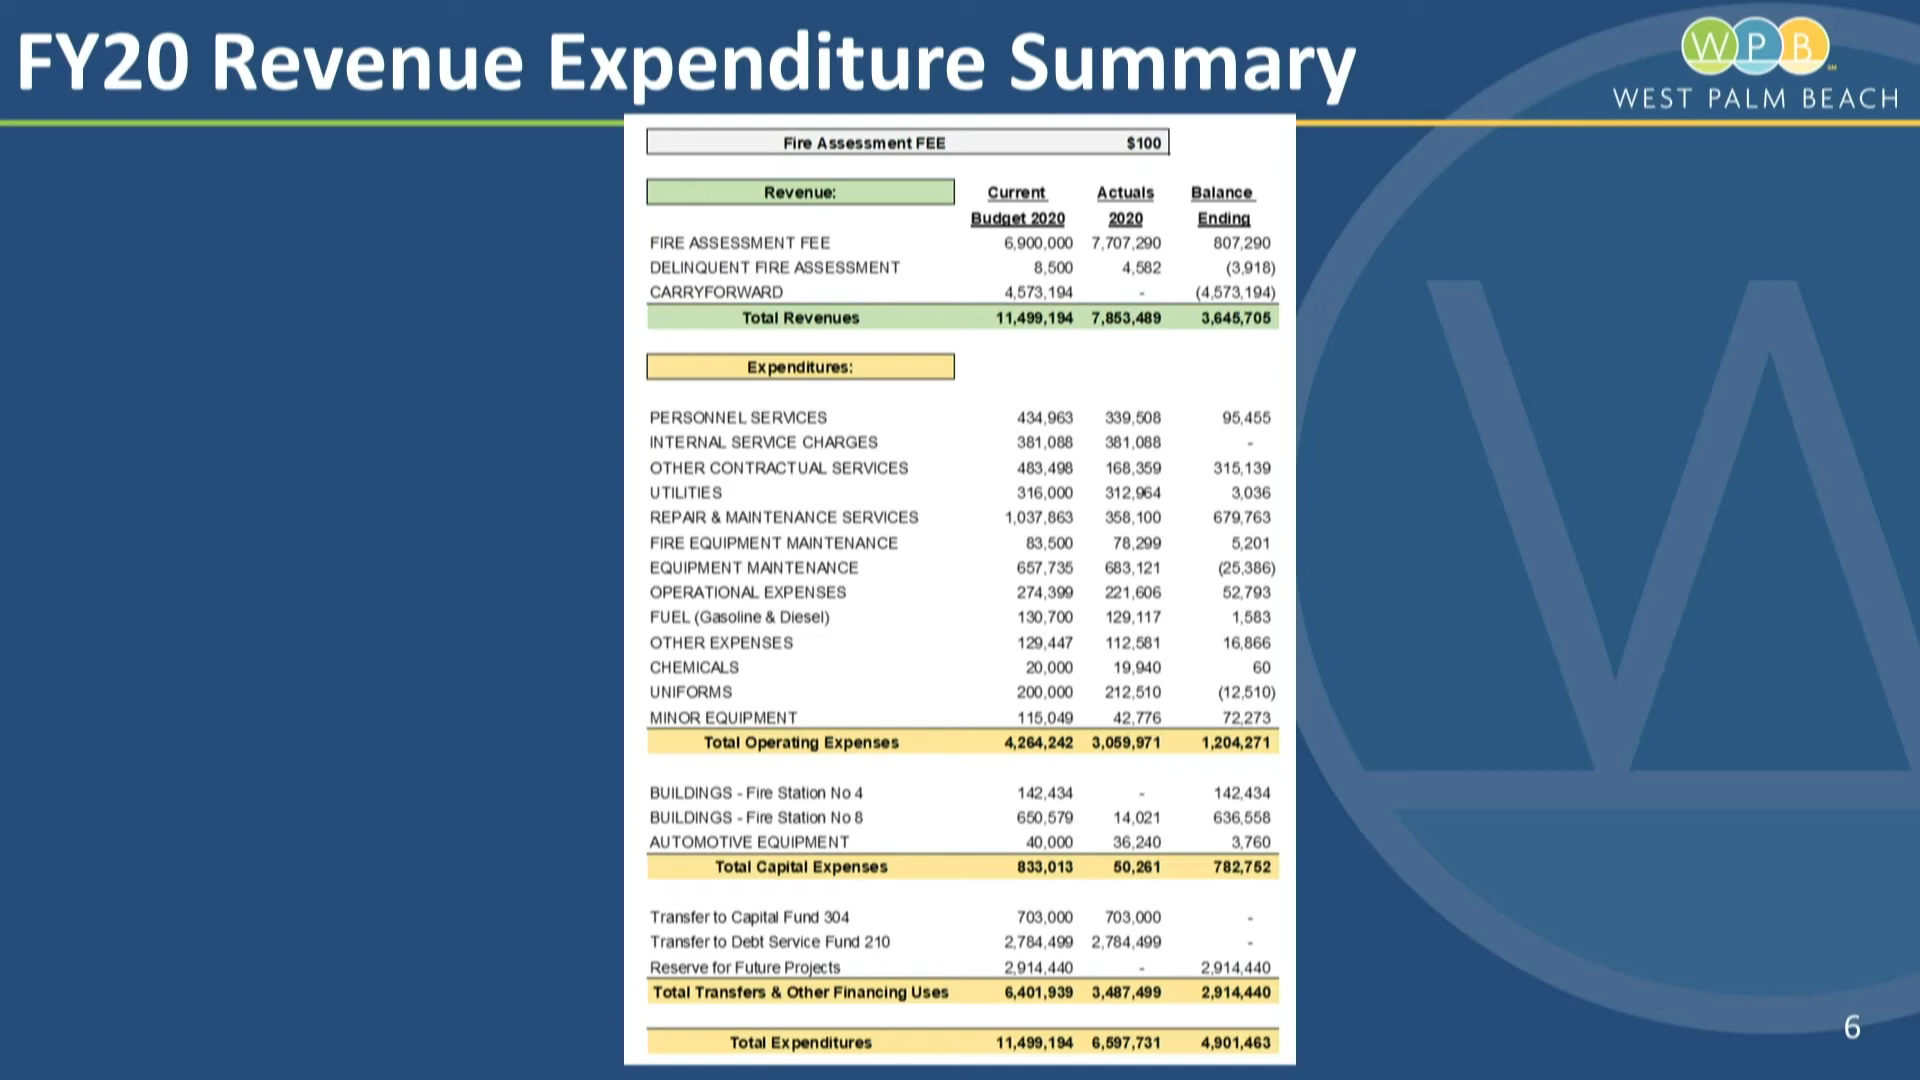 FY20 Revenue Expenditure Summary
WPB
WEST PALM BEACH
Fire Assessment FEE $100
Revenue: Current Actuals Balance
Budget 2020 2020 Ending
FIRE ASSESSMENT FEE 6,900,000 7,707,290 807,290
DELINQUENT FIRE ASSESSMENT 8,500 4,582 (3,918)
CARRYFORWARD 4,573,194 - (4,573,194)
Total Revenues 11,499,194 7,853,489 3,645,705
Expenditures:
PERSONNEL SERVICES 434,963 339,508 95,455
INTERNAL SERVICE CHARGES 381,088 381,088 -
OTHER CONTRACTUAL SERVICES 483,498 168,359 315,139
UTILITIES 316,000 312,964 3,036
REPAIR & MAINTENANCE SERVICES 1,037,863 358,100 679,763
FIRE EQUIPMENT MAINTENANCE 83,500 78,299 5,201
EQUIPMENT MAINTENANCE 657,735 683,121 (25,386)
OPERATIONAL EXPENSES 274,399 221,606 52,793
FUEL (Gasoline & Diesel) 130,700 129,117 1,583
OTHER EXPENSES 129,447 112,581 16,866
CHEMICALS 20,000 19,940 60
UNIFORMS 200,000 212,510 (12,510)
MINOR EQUIPMENT 115,049 42,776 72,273
Total Operating Expenses 4,264,242 3,059,971 1,204,271
BUILDINGS - Fire Station No 4 142,434 - 142,434
BUILDINGS - Fire Station No 8 650,579 14,021 636,558
AUTOMOTIVE EQUIPMENT 40,000 36,240 3,760
Total Capital Expenses 833,013 50,261 782,752
Transfer to Capital Fund 304 703,000 703,000 -
Transfer to Debt Service Fund 210 2,784,499 2,784,499 -
Reserve for Future Projects 2,914,440 - 2,914,440
Total Transfers & Other Financing Uses 6,401,939 3,487,499 2,914,440
Total Expenditures 11,499,194 6,597,731 4,901,463
6